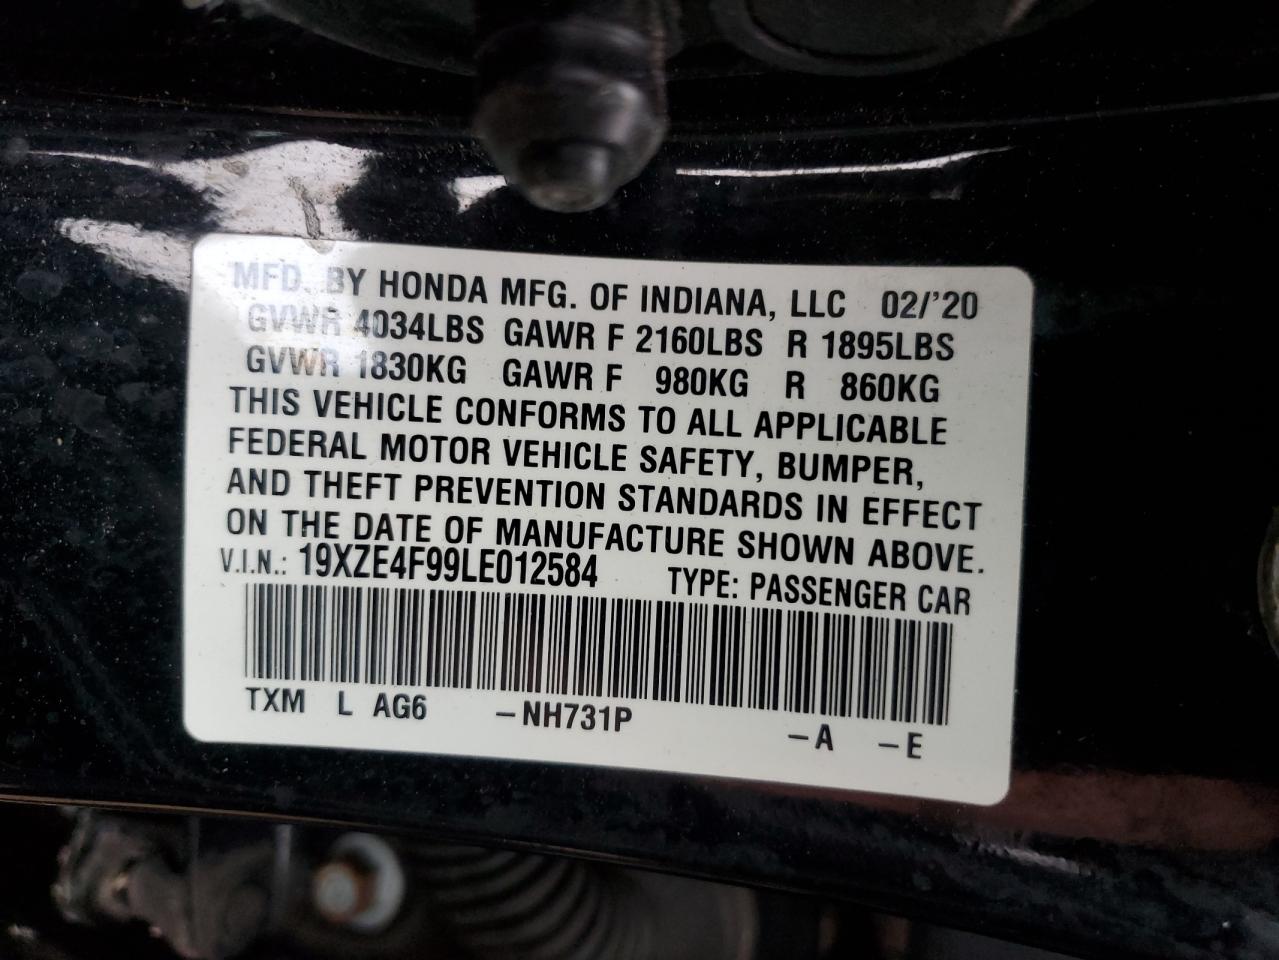 MFD. BY HONDA MFG. OF INDIANA, LLC 02/'20
GVWR 4034LBS GAWR F 2160LBS R 1895LBS
GVWR 1830KG GAWR F 980KG R 860KG
THIS VEHICLE CONFORMS TO ALL APPLICABLE
FEDERAL MOTOR VEHICLE SAFETY, BUMPER,
AND THEFT PREVENTION STANDARDS IN EFFECT
ON THE DATE OF MANUFACTURE SHOWN ABOVE.
V.I.N.: 19XZE4F99LE012584 TYPE: PASSENGER CAR
TXM L AG6 –NH731P –A –E